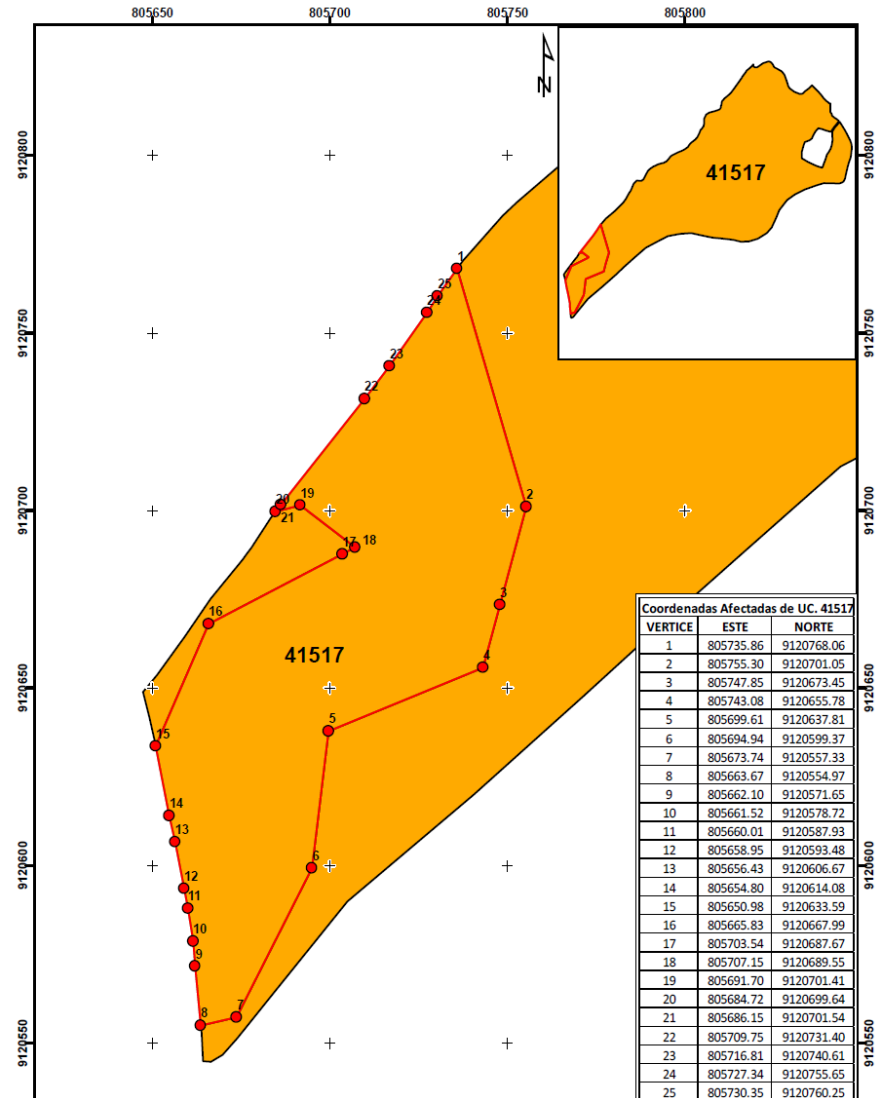 805650 805700 805750 805800
N
9120800 9120800
41517
1
25
24
9120750 9120750
23
22
20 19
21
9120700 2 9120700
17 18
3
16
41517
4
9120650 9120650
5
15
14
13
9120600 6 9120600
12
11
10
9
8 7
9120550 9120550
Coordenadas Afectadas de UC. 41517
VERTICE ESTE NORTE
1 805735.86 9120768.06
2 805755.30 9120701.05
3 805747.85 9120673.45
4 805743.08 9120655.78
5 805699.61 9120637.81
6 805694.94 9120599.37
7 805673.74 9120557.33
8 805663.67 9120554.97
9 805662.10 9120571.65
10 805661.52 9120578.72
11 805660.01 9120587.93
12 805658.95 9120593.48
13 805656.43 9120606.67
14 805654.80 9120614.08
15 805650.98 9120633.59
16 805665.83 9120667.99
17 805703.54 9120687.67
18 805707.15 9120689.55
19 805691.70 9120701.41
20 805684.72 9120699.64
21 805686.15 9120701.54
22 805709.75 9120731.40
23 805716.81 9120740.61
24 805727.34 9120755.65
25 805730.35 9120760.25